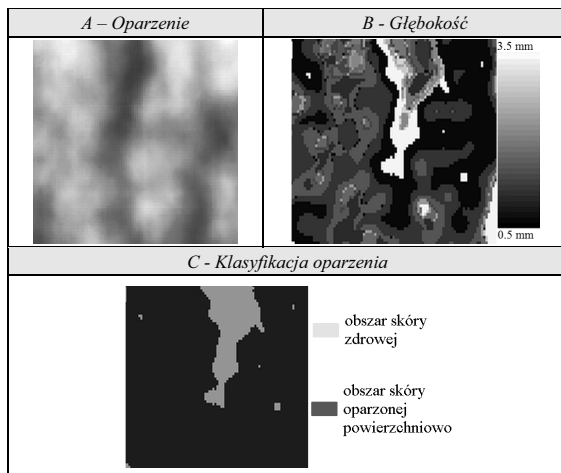 A – Oparzenie
B - Głębokość
3.5 mm
0.5 mm
C - Klasyfikacja oparzenia
obszar skóry
zdrowej
obszar skóry
oparzonej
powierzchniowo